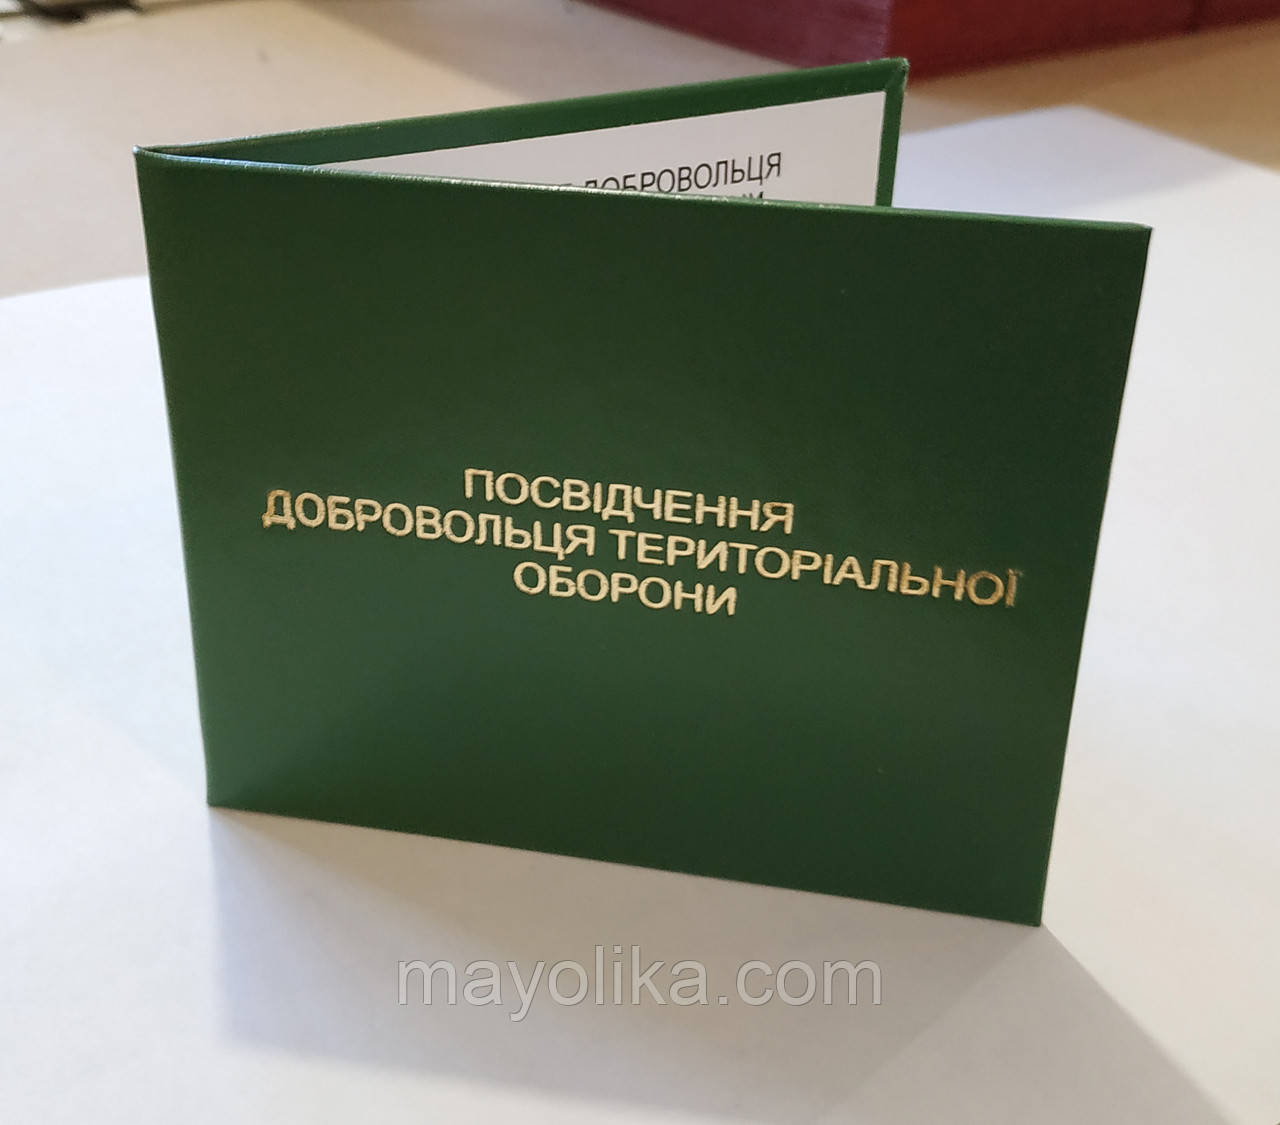 ДОБРОВОЛЬЦЯ
ПОСВІДЧЕННЯ
ДОБРОВОЛЬЦЯ ТЕРИТОРІАЛЬНОЇ
ОБОРОНИ
mayolika.com